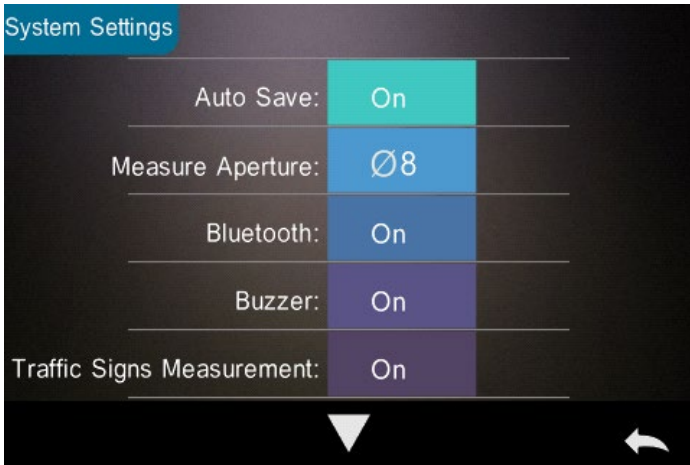 System Settings
Auto Save: On
Measure Aperture: Ø8
Bluetooth: On
Buzzer: On
Traffic Signs Measurement: On